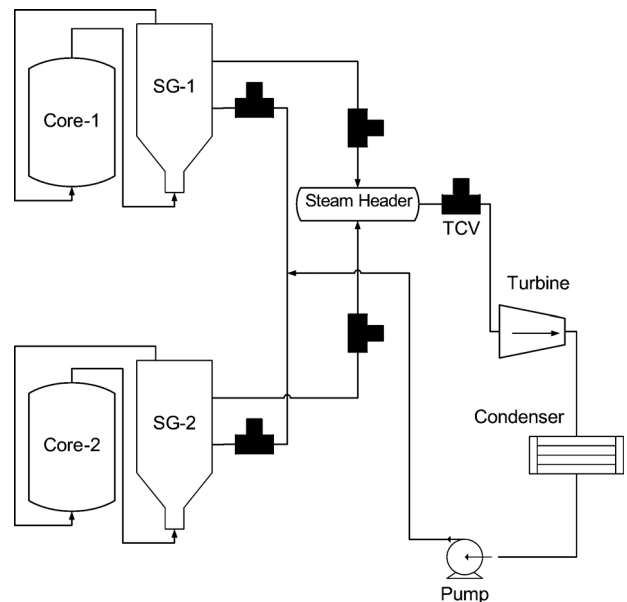 SG-1
Core-1
Steam Header
TCV
Turbine
SG-2
Condenser
Core-2
Pump